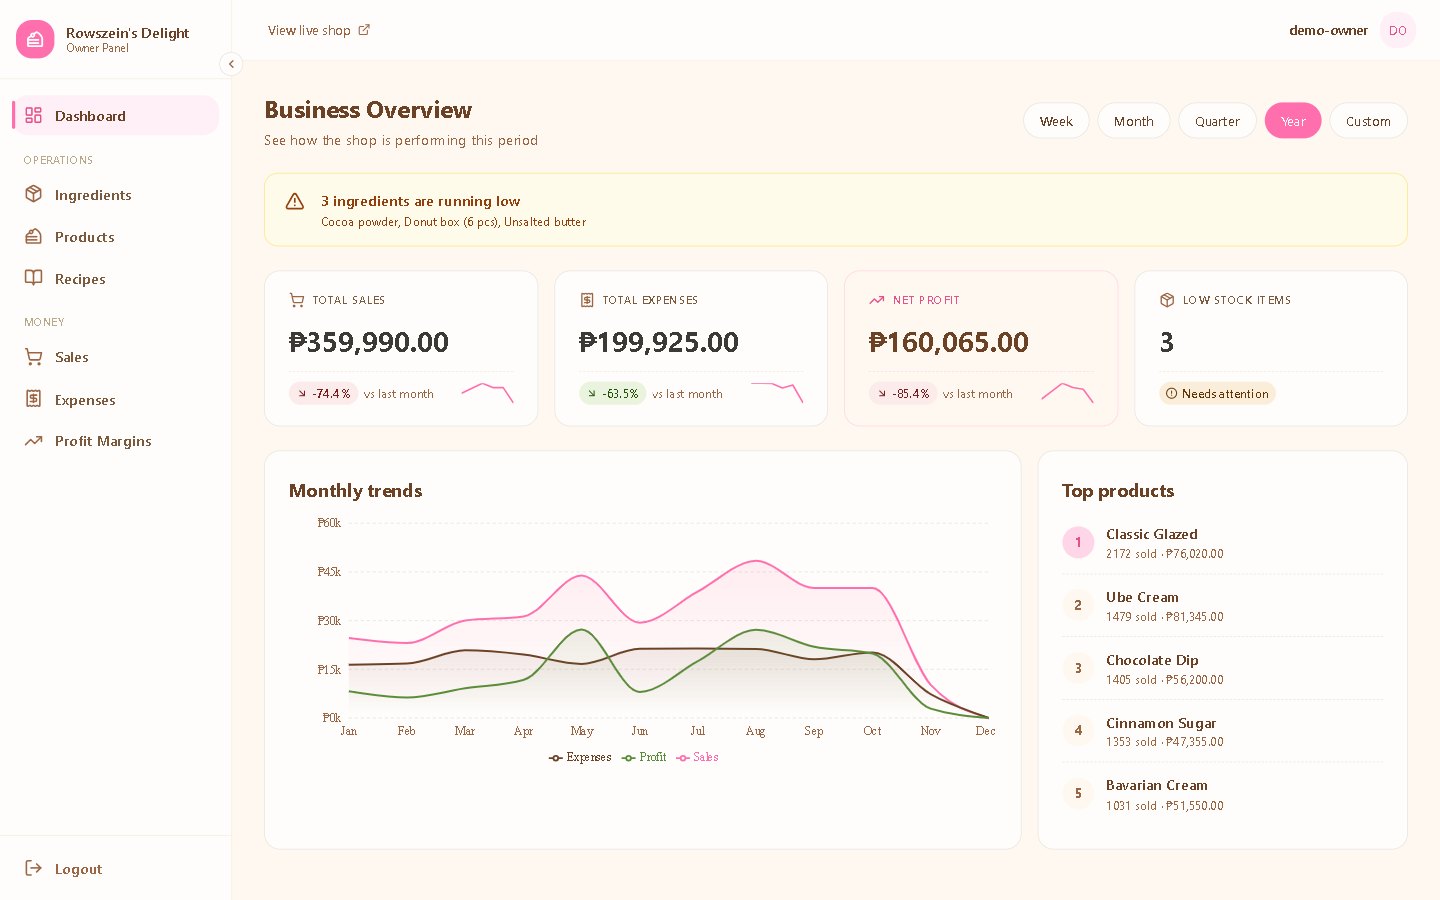 Rowszein's Delight
Owner Panel
View live shop
demo-owner
DO
Dashboard
OPERATIONS
Ingredients
Products
Recipes
MONEY
Sales
Expenses
Profit Margins
Logout
Business Overview
See how the shop is performing this period
Week
Month
Quarter
Year
Custom
3 ingredients are running low
Cocoa powder, Donut box (6 pcs), Unsalted butter
TOTAL SALES
₱359,990.00
-74.4% vs last month
TOTAL EXPENSES
₱199,925.00
-63.5% vs last month
NET PROFIT
₱160,065.00
-85.4% vs last month
LOW STOCK ITEMS
3
Needs attention
Monthly trends
₱60k
₱45k
₱30k
₱15k
₱0k
Jan Feb Mar Apr May Jun Jul Aug Sep Oct Nov Dec
Expenses Profit Sales
Top products
1
Classic Glazed
2172 sold · ₱76,020.00
2
Ube Cream
1479 sold · ₱81,345.00
3
Chocolate Dip
1405 sold · ₱56,200.00
4
Cinnamon Sugar
1353 sold · ₱47,355.00
5
Bavarian Cream
1031 sold · ₱51,550.00